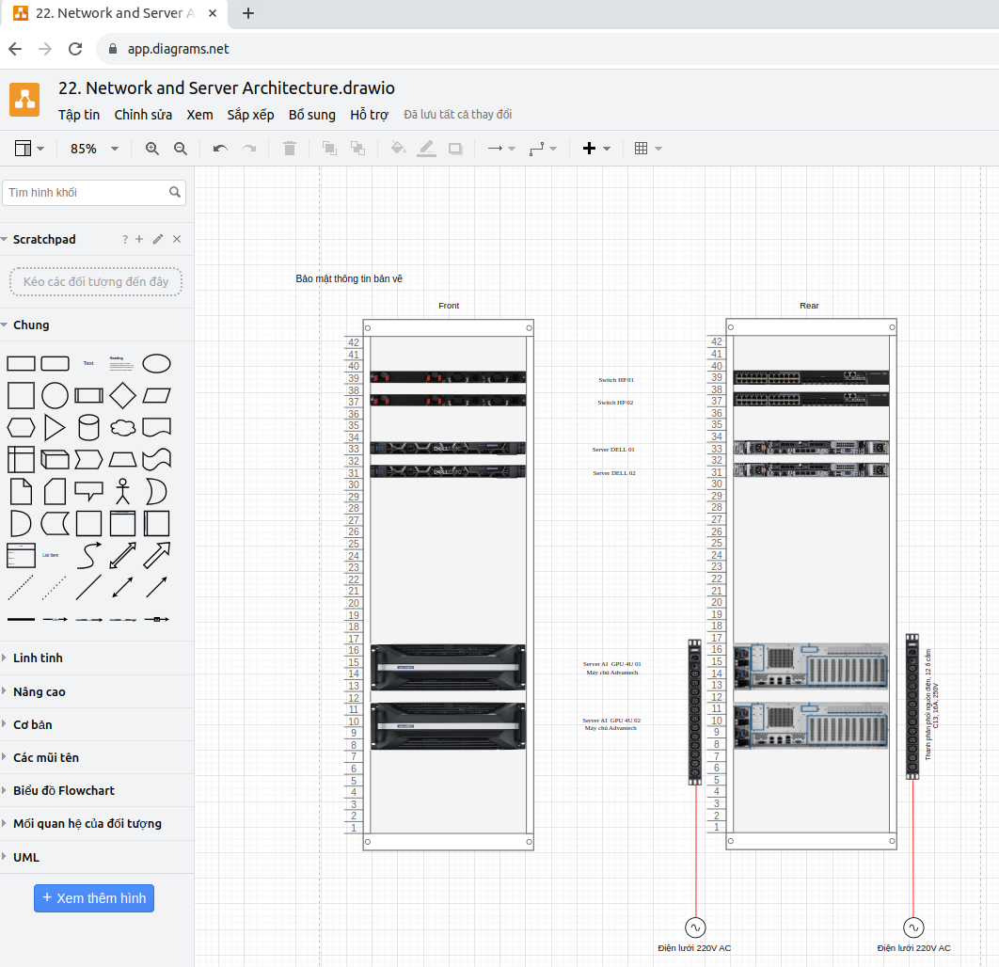 22. Network and Server A
app.diagrams.net
22. Network and Server Architecture.drawio
Tập tin Chỉnh sửa Xem Sắp xếp Bổ sung Hỗ trợ Đã lưu tất cả thay đổi
85%
Tìm hình khối
Scratchpad
?
Kéo các đối tượng đến đây
Chung
Text
Heading
List Item
Linh tinh
Nâng cao
Cơ bản
Các mũi tên
Biểu đồ Flowchart
Mối quan hệ của đối tượng
UML
+ Xem thêm hình
Bảo mật thông tin bản vẽ
Front
Rear
42 42
41 41
40 40
39 Switch HP 01 39
38 38
37 Switch HP 02 37
36 36
35 35
34 34
33 Server DELL 01 33
32 32
31 Server DELL 02 31
30 30
29 29
28 28
27 27
26 26
25 25
24 24
23 23
22 22
21 21
20 20
19 19
18 18
17 17
16 16
15 Server AI GPU 4U 01 15
14 Máy chủ Advantech 14
13 13
12 12
11 11
10 Server AI GPU 4U 02 10
9 Máy chủ Advantech 9
8 8
7 7
6 6
5 5
4 4
3 3
2 2
1 1
Thanh phân phối nguồn điện, 12 ổ cắm
C13, 16A, 250V
Điện lưới 220V AC
Điện lưới 220V AC